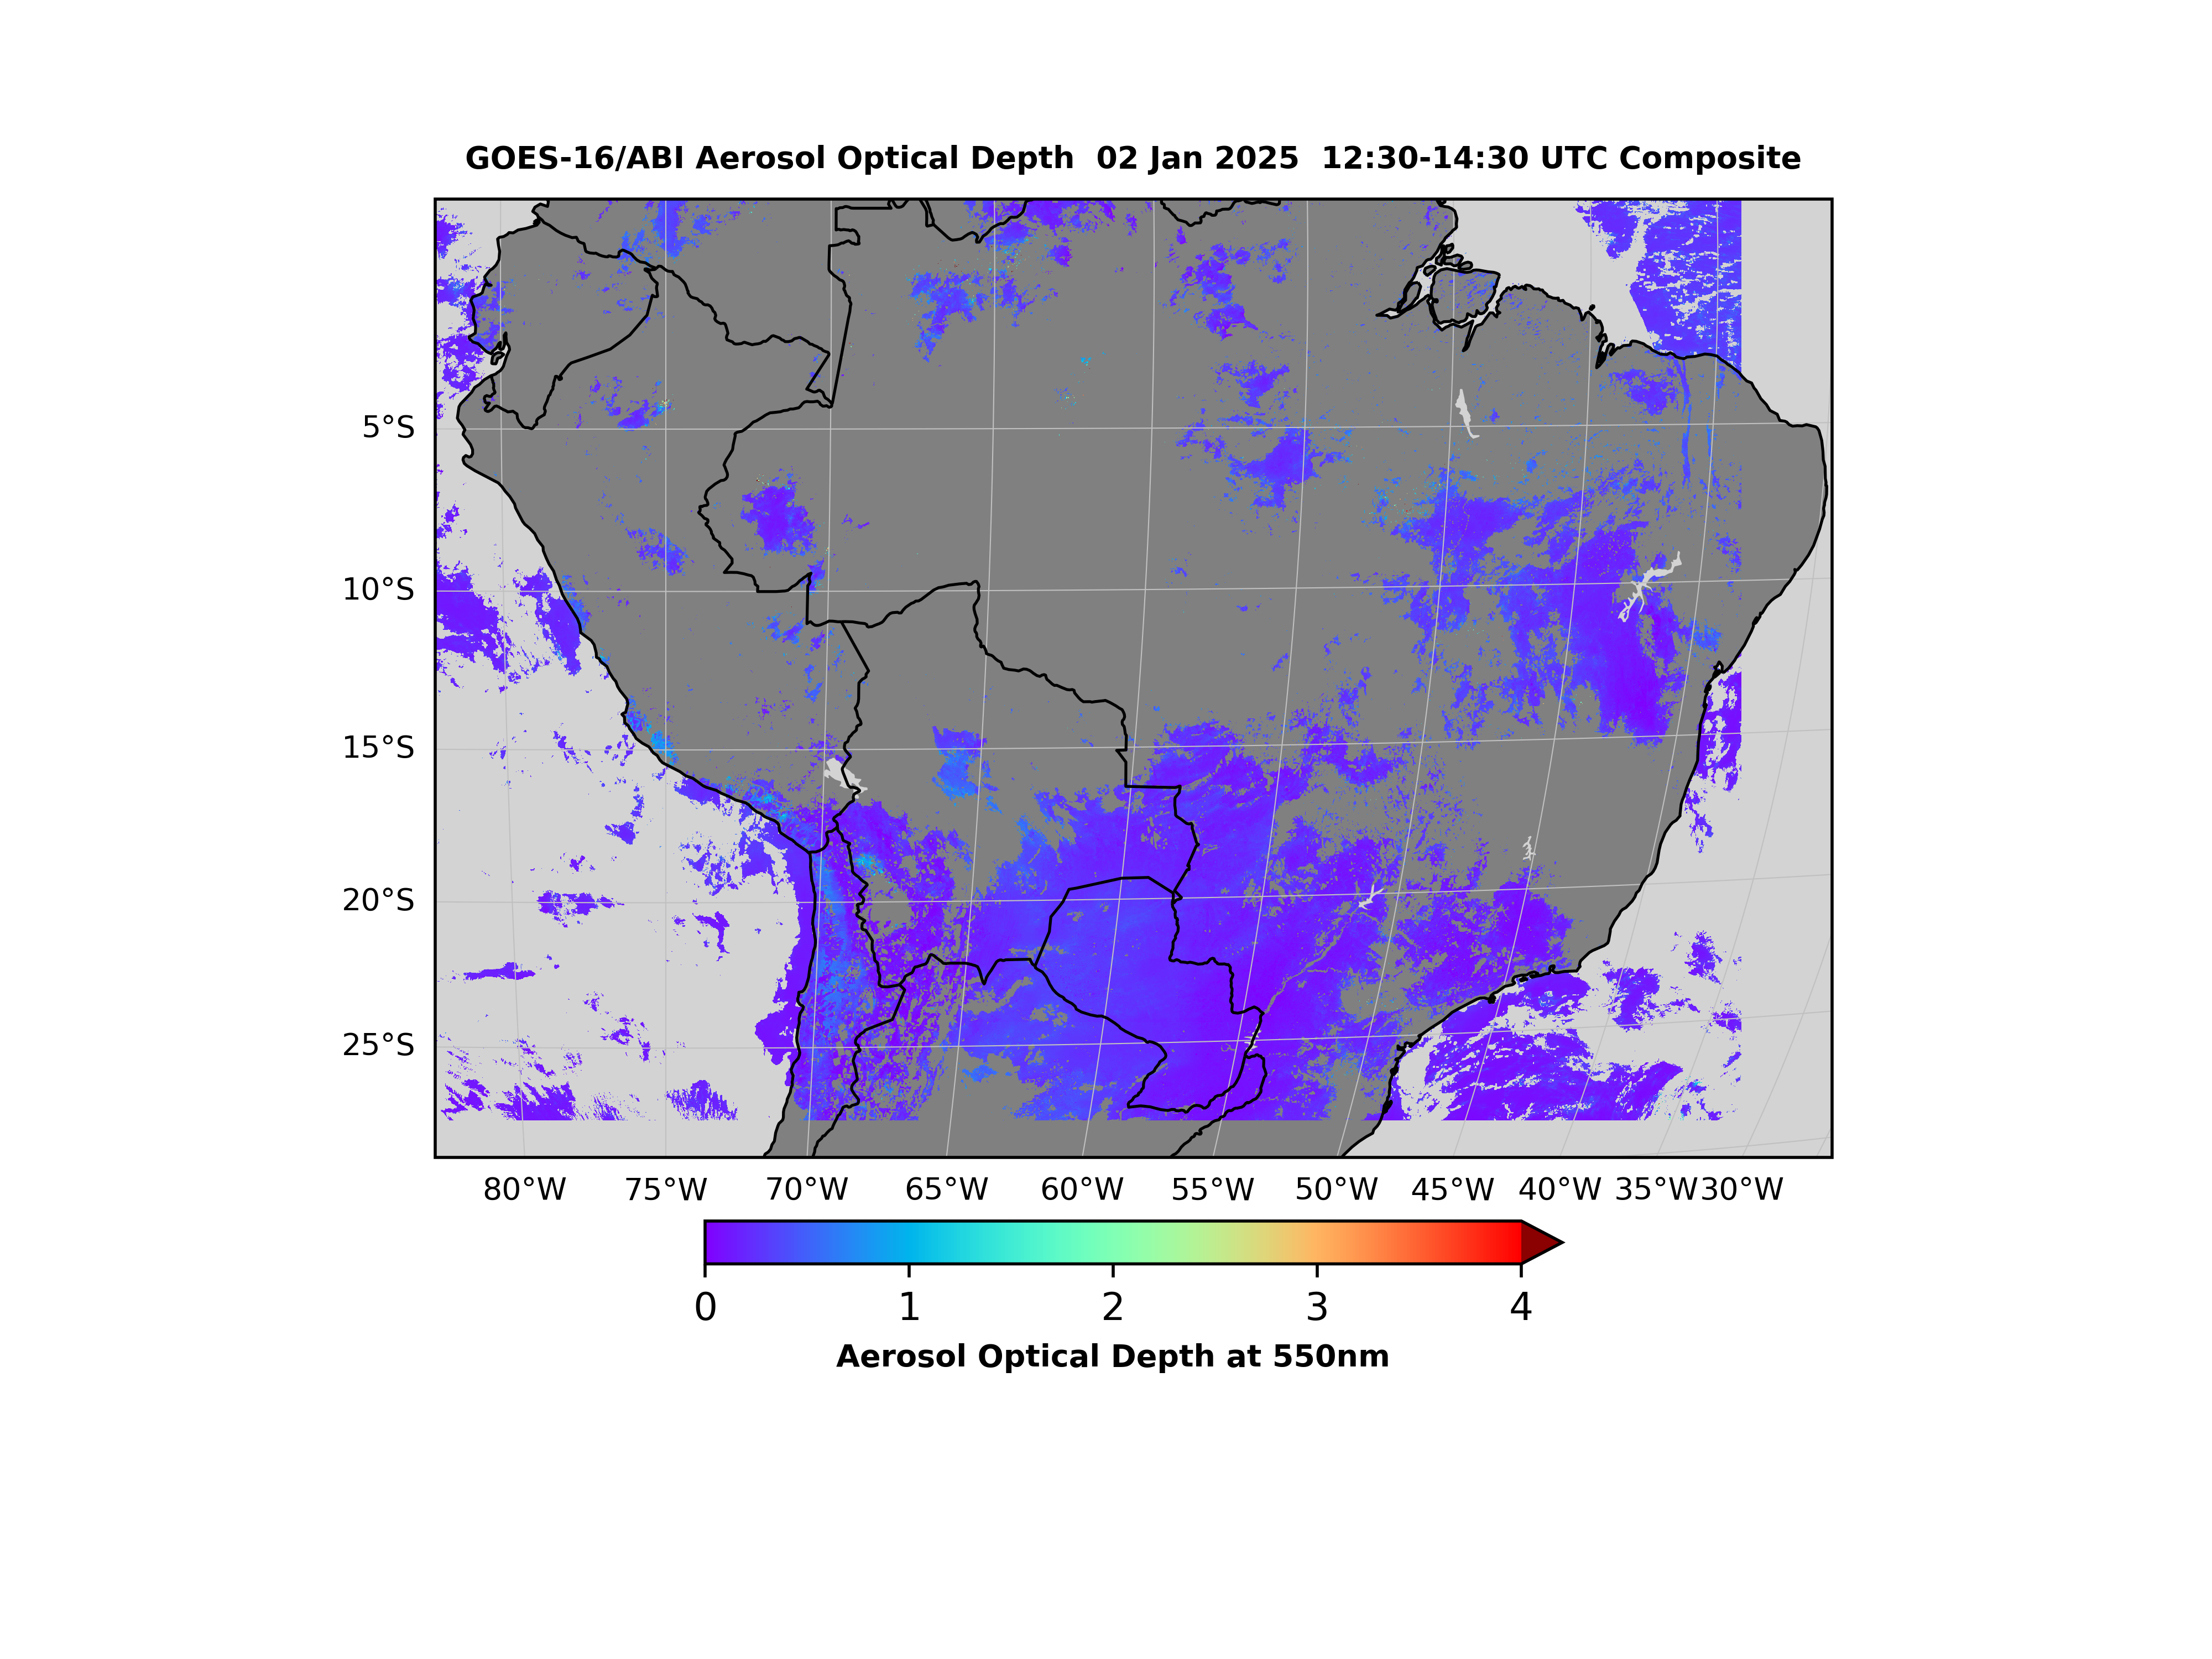 GOES-16/ABI Aerosol Optical Depth  02 Jan 2025  12:30-14:30 UTC Composite
5°S
10°S
15°S
20°S
25°S
80°W 75°W 70°W 65°W 60°W 55°W 50°W 45°W 40°W 35°W 30°W
0 1 2 3 4
Aerosol Optical Depth at 550nm